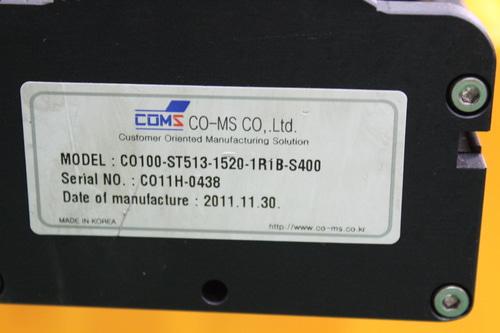 COMS CO-MS CO,.Ltd.
Customer Oriented Manufacturing Solution
MODEL : CO100-ST513-1520-1R1B-S400
Serial NO. : CO11H-0438
Date of manufacture : 2011.11.30.
MADE IN KOREA http://www.co-ms.co.kr